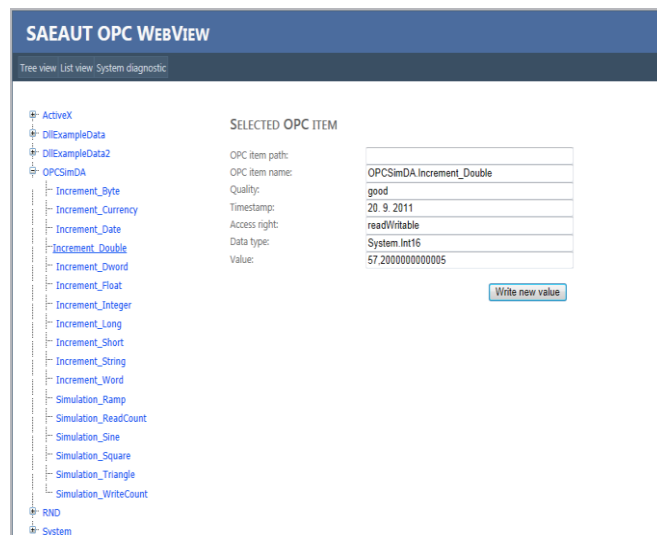 SAEAUT OPC WEBVIEW
Tree view List view System diagnostic
ActiveX
DllExampleData
DllExampleData2
OPCSimDA
Increment_Byte
Increment_Currency
Increment_Date
Increment_Double
Increment_Dword
Increment_Float
Increment_Integer
Increment_Long
Increment_Short
Increment_String
Increment_Word
Simulation_Ramp
Simulation_ReadCount
Simulation_Sine
Simulation_Square
Simulation_Triangle
Simulation_WriteCount
RND
System
SELECTED OPC ITEM
OPC item path:
OPC item name: OPCSimDA.Increment_Double
Quality: good
Timestamp: 20. 9. 2011
Access right: readWritable
Data type: System.Int16
Value: 57,2000000000005
Write new value